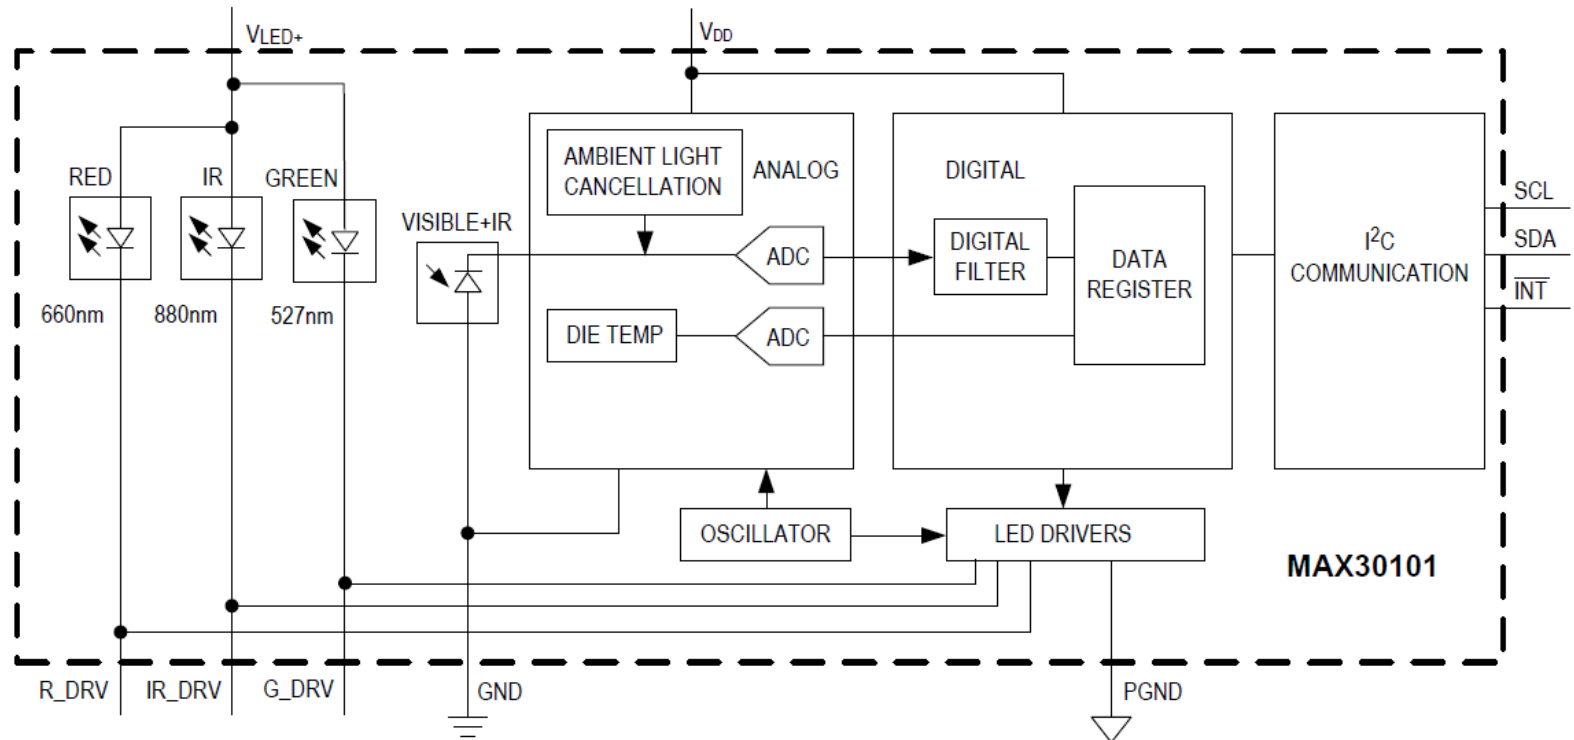 VLED+
VDD
RED
IR
GREEN
660nm
880nm
527nm
VISIBLE+IR
AMBIENT LIGHT
CANCELLATION
ANALOG
ADC
DIE TEMP
ADC
DIGITAL
DIGITAL
FILTER
DATA
REGISTER
I²C
COMMUNICATION
SCL
SDA
I̅N̅T̅
OSCILLATOR
LED DRIVERS
MAX30101
R_DRV
IR_DRV
G_DRV
GND
PGND